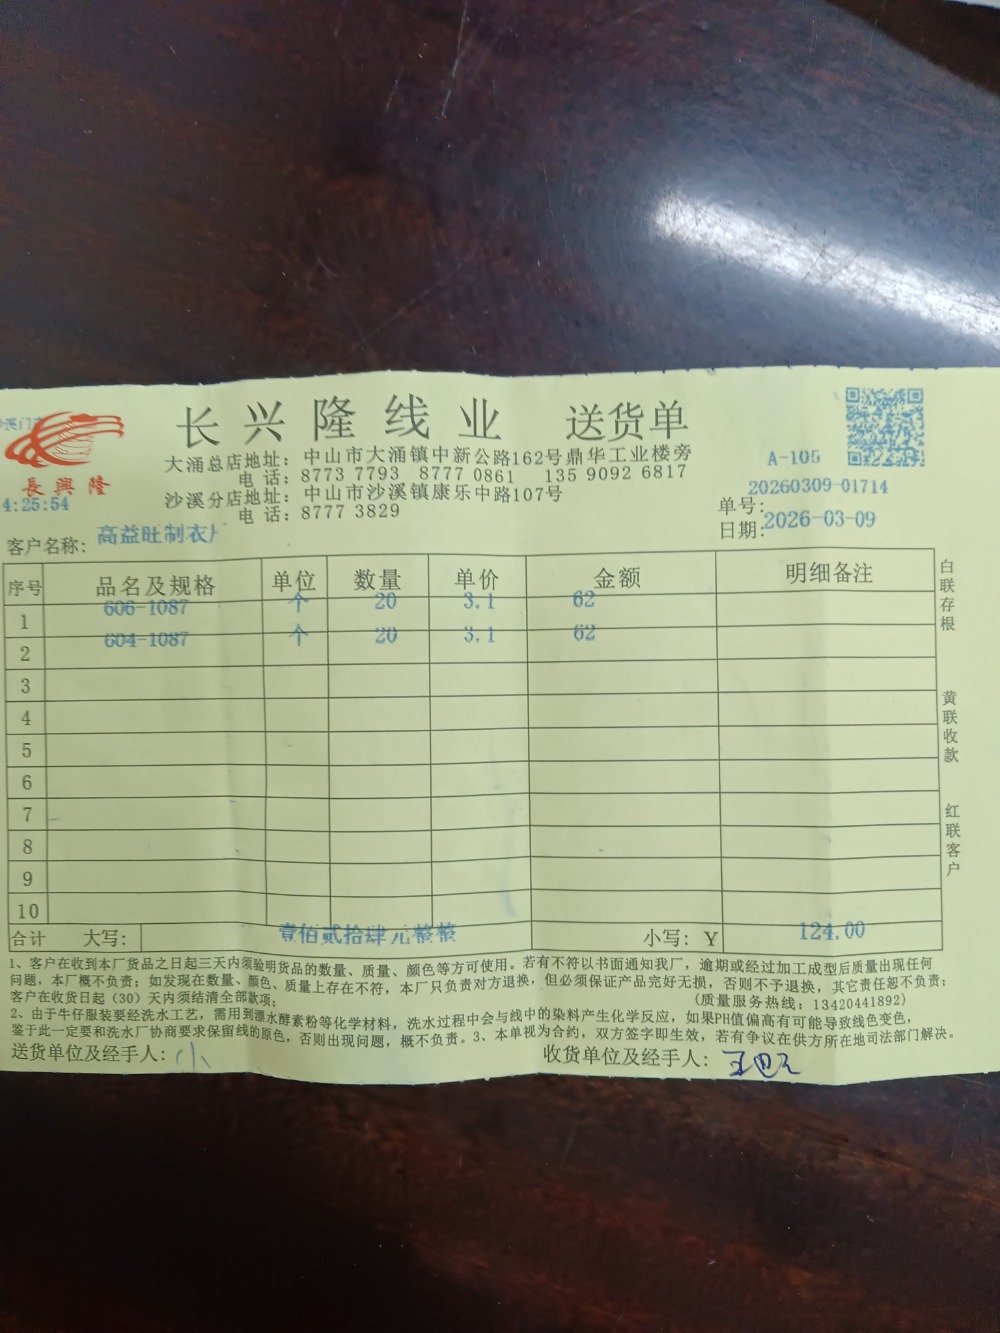 长兴隆线业 送货单
大涌总店地址：中山市大涌镇中新公路162号鼎华工业楼旁
电 话：8773 7793 8777 0861 135 9092 6817
沙溪分店地址：中山市沙溪镇康乐中路107号
电 话：8777 3829
長興隆
4:25:54
A-105
单号：20260309-01714
日期：2026-03-09
客户名称：高益旺制衣厂
序号 品名及规格 单位 数量 单价 金额 明细备注
1 606-1087 个 20 3.1 62
2 604-1087 个 20 3.1 62
3
4
5
6
7
8
9
10
合计 大写：壹佰贰拾肆元整整 小写：Y 124.00
白联存根
黄联收款
红联客户
1、客户在收到本厂货品之日起三天内须验明货品的数量、质量、颜色等方可使用。若有不符以书面通知我厂，逾期或经过加工成型后质量出现任何
问题，本厂概不负责；如发现在数量、颜色、质量上存在不符，本厂只负责对方退换，但必须保证产品完好无损，否则不予退换，其它责任恕不负责；
客户在收货日起（30）天内须结清全部款项；（质量服务热线：13420441892）
2、由于牛仔服装要经洗水工艺，需用到漂水酵素粉等化学材料，洗水过程中会与线中的染料产生化学反应，如果PH值偏高有可能导致线色变色，
鉴于此一定要和洗水厂协商要求保留线的原色，否则出现问题，概不负责。3、本单视为合约，双方签字即生效，若有争议在供方所在地司法部门解决。
送货单位及经手人：小
收货单位及经手人：